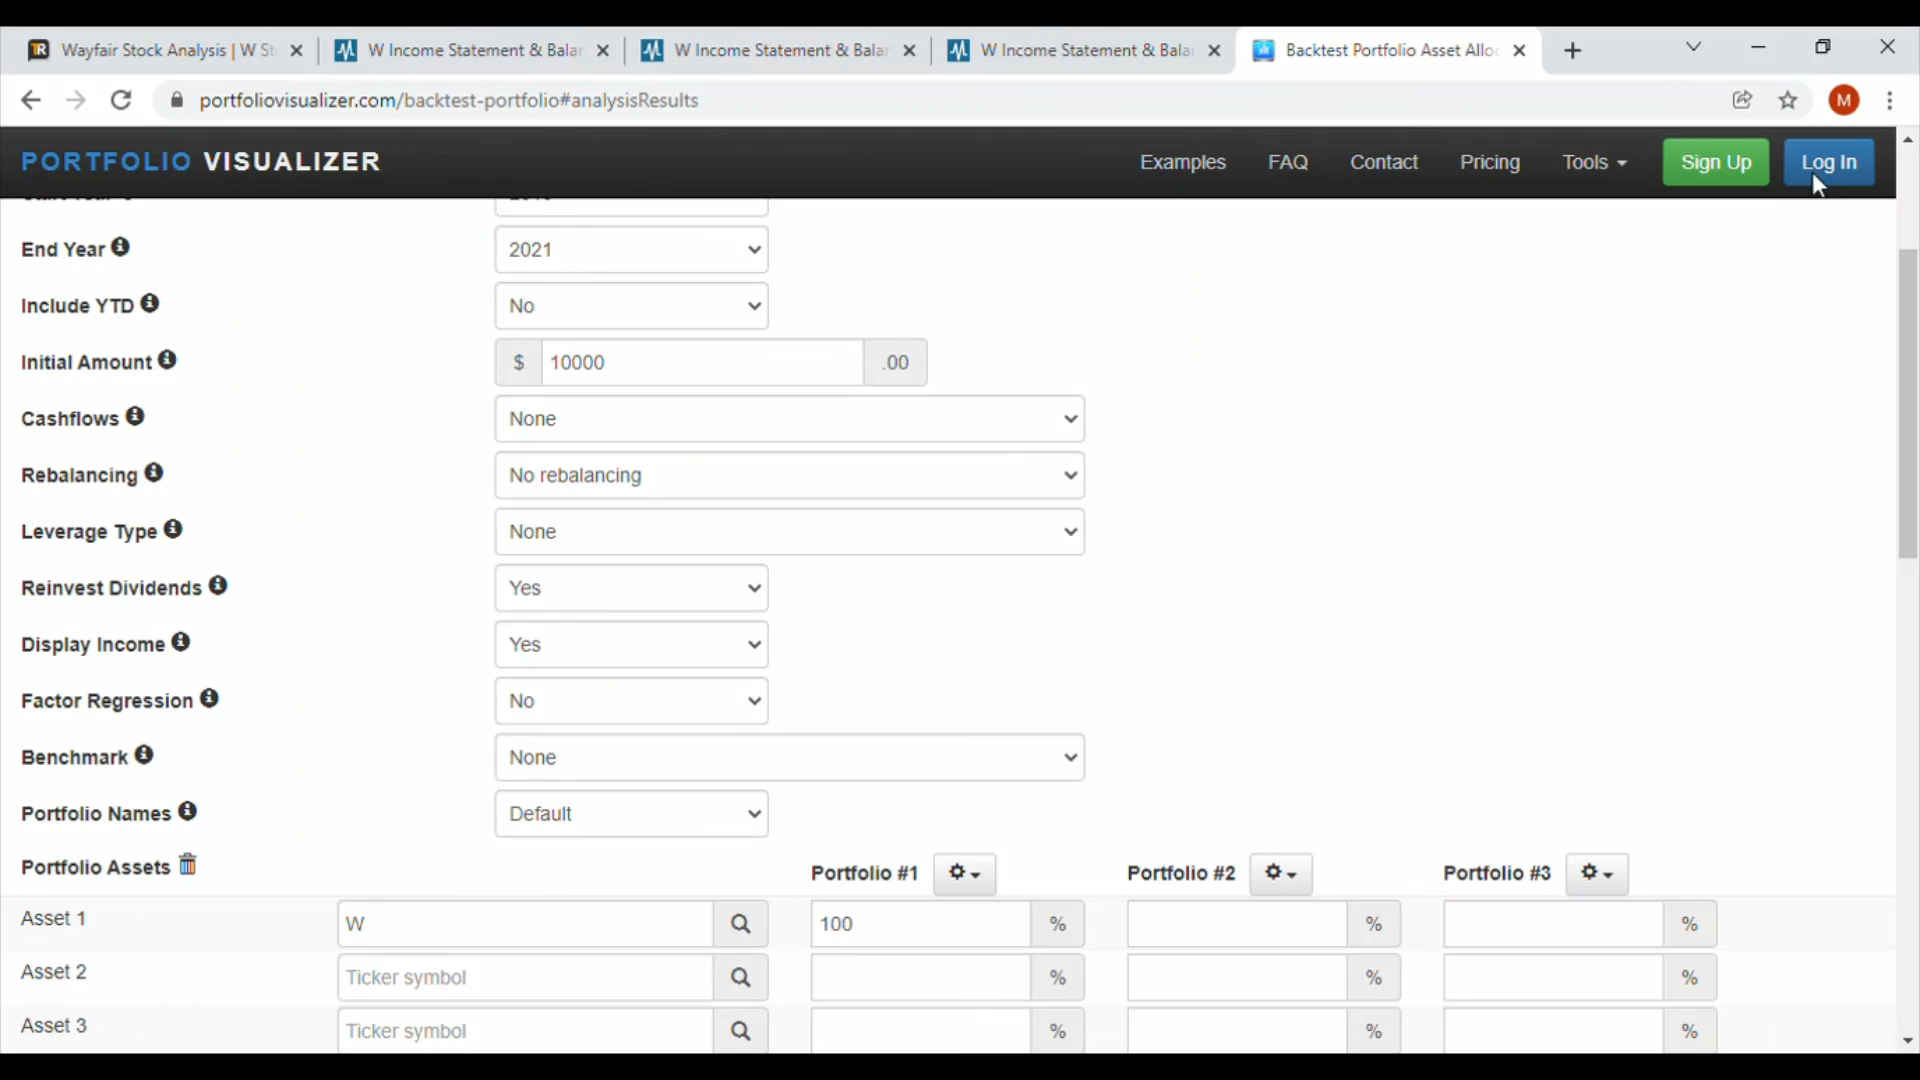 Wayfair Stock Analysis | W St
W Income Statement & Balan
W Income Statement & Balan
W Income Statement & Balan
Backtest Portfolio Asset Alloc
portfoliovisualizer.com/backtest-portfolio#analysisResults
M
PORTFOLIO VISUALIZER
Examples
FAQ
Contact
Pricing
Tools
Sign Up
Log In
End Year
2021
Include YTD
No
Initial Amount
$ 10000 .00
Cashflows
None
Rebalancing
No rebalancing
Leverage Type
None
Reinvest Dividends
Yes
Display Income
Yes
Factor Regression
No
Benchmark
None
Portfolio Names
Default
Portfolio Assets
Portfolio #1
Portfolio #2
Portfolio #3
Asset 1 W 100 % % %
Asset 2 Ticker symbol % % %
Asset 3 Ticker symbol % % %